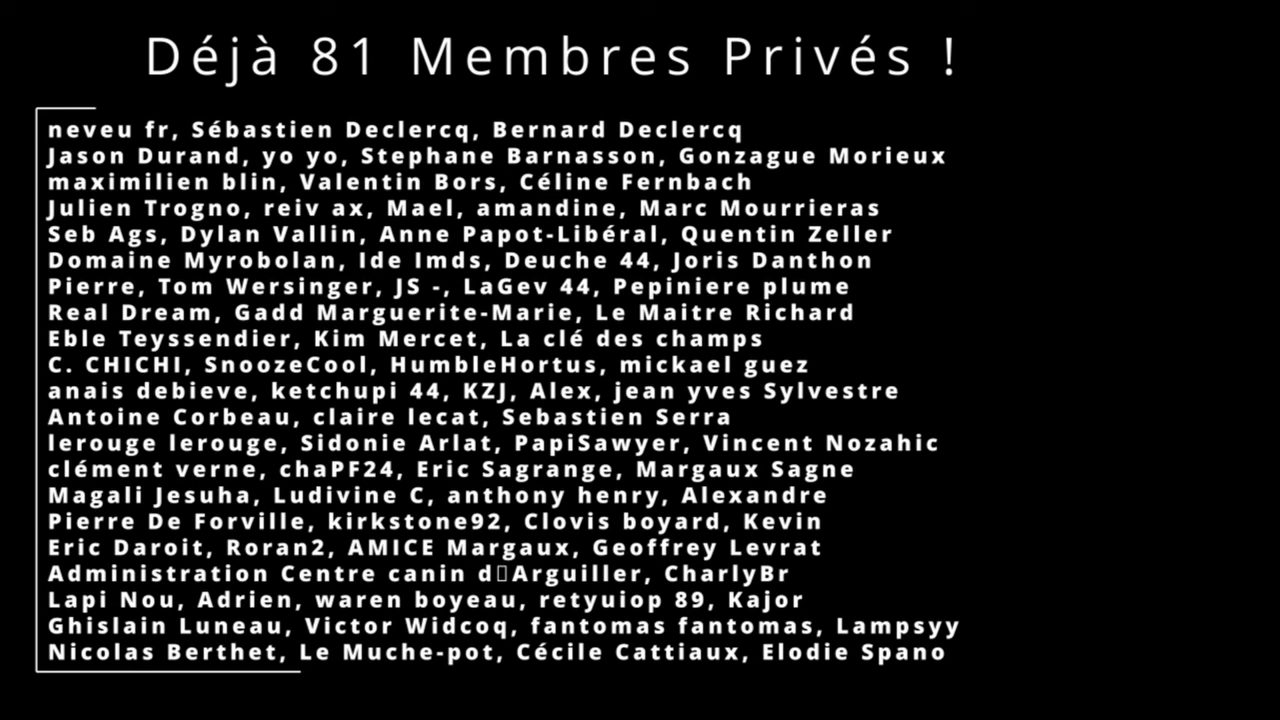 Déjà 81 Membres Privés !
neveu fr, Sébastien Declercq, Bernard Declercq
Jason Durand, yo yo, Stephane Barnasson, Gonzague Morieux
maximilien blin, Valentin Bors, Céline Fernbach
Julien Trogno, reiv ax, Mael, amandine, Marc Mourrieras
Seb Ags, Dylan Vallin, Anne Papot-Libéral, Quentin Zeller
Domaine Myrobolan, Ide Imds, Deuche 44, Joris Danthon
Pierre, Tom Wersinger, JS -, LaGev 44, Pepiniere plume
Real Dream, Gadd Marguerite-Marie, Le Maitre Richard
Eble Teyssendier, Kim Mercet, La clé des champs
C. CHICHI, SnoozeCool, HumbleHortus, mickael guez
anais debieve, ketchupi 44, KZJ, Alex, jean yves Sylvestre
Antoine Corbeau, claire lecat, Sebastien Serra
lerouge lerouge, Sidonie Arlat, PapiSawyer, Vincent Nozahic
clément verne, chaPF24, Eric Sagrange, Margaux Sagne
Magali Jesuha, Ludivine C, anthony henry, Alexandre
Pierre De Forville, kirkstone92, Clovis boyard, Kevin
Eric Daroit, Roran2, AMICE Margaux, Geoffrey Levrat
Administration Centre canin d▯Arguiller, CharlyBr
Lapi Nou, Adrien, waren boyeau, retyuiop 89, Kajor
Ghislain Luneau, Victor Widcoq, fantomas fantomas, Lampsyy
Nicolas Berthet, Le Muche-pot, Cécile Cattiaux, Elodie Spano